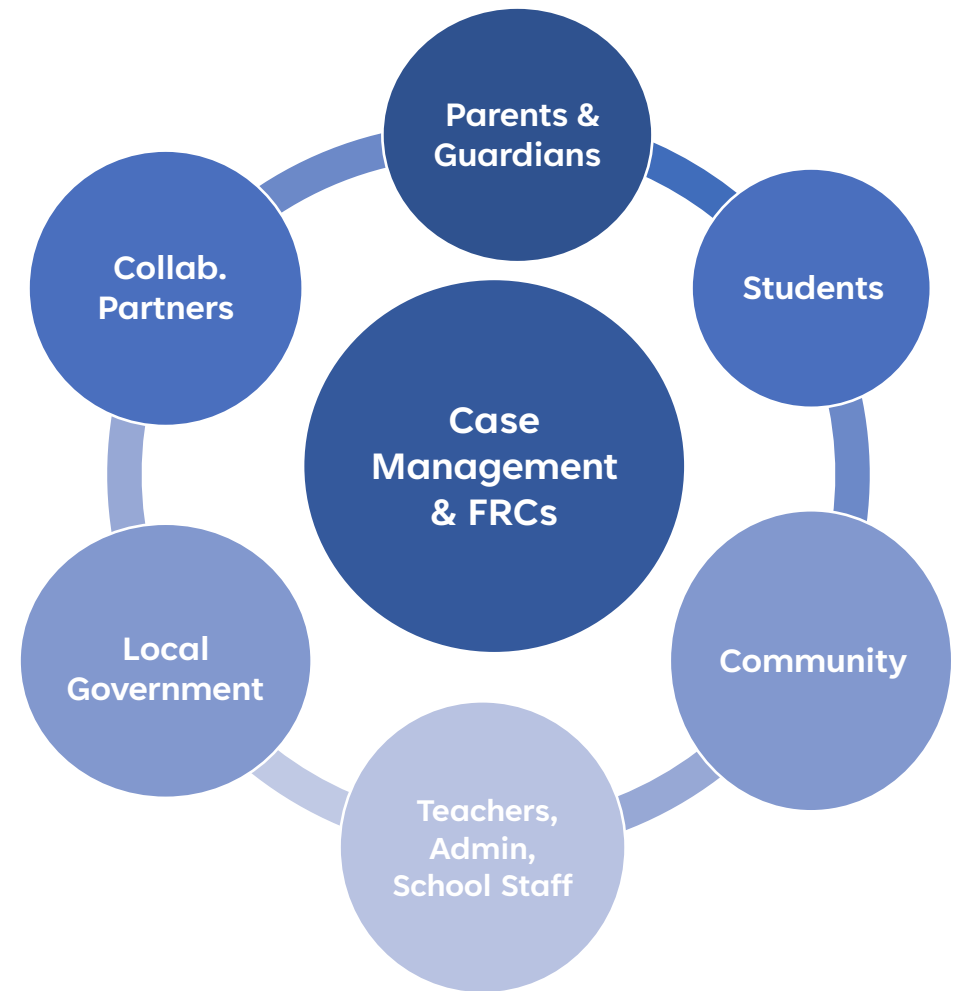 Parents &
Guardians
Students
Community
Teachers,
Admin,
School Staff
Local
Government
Collab.
Partners
Case
Management
& FRCs